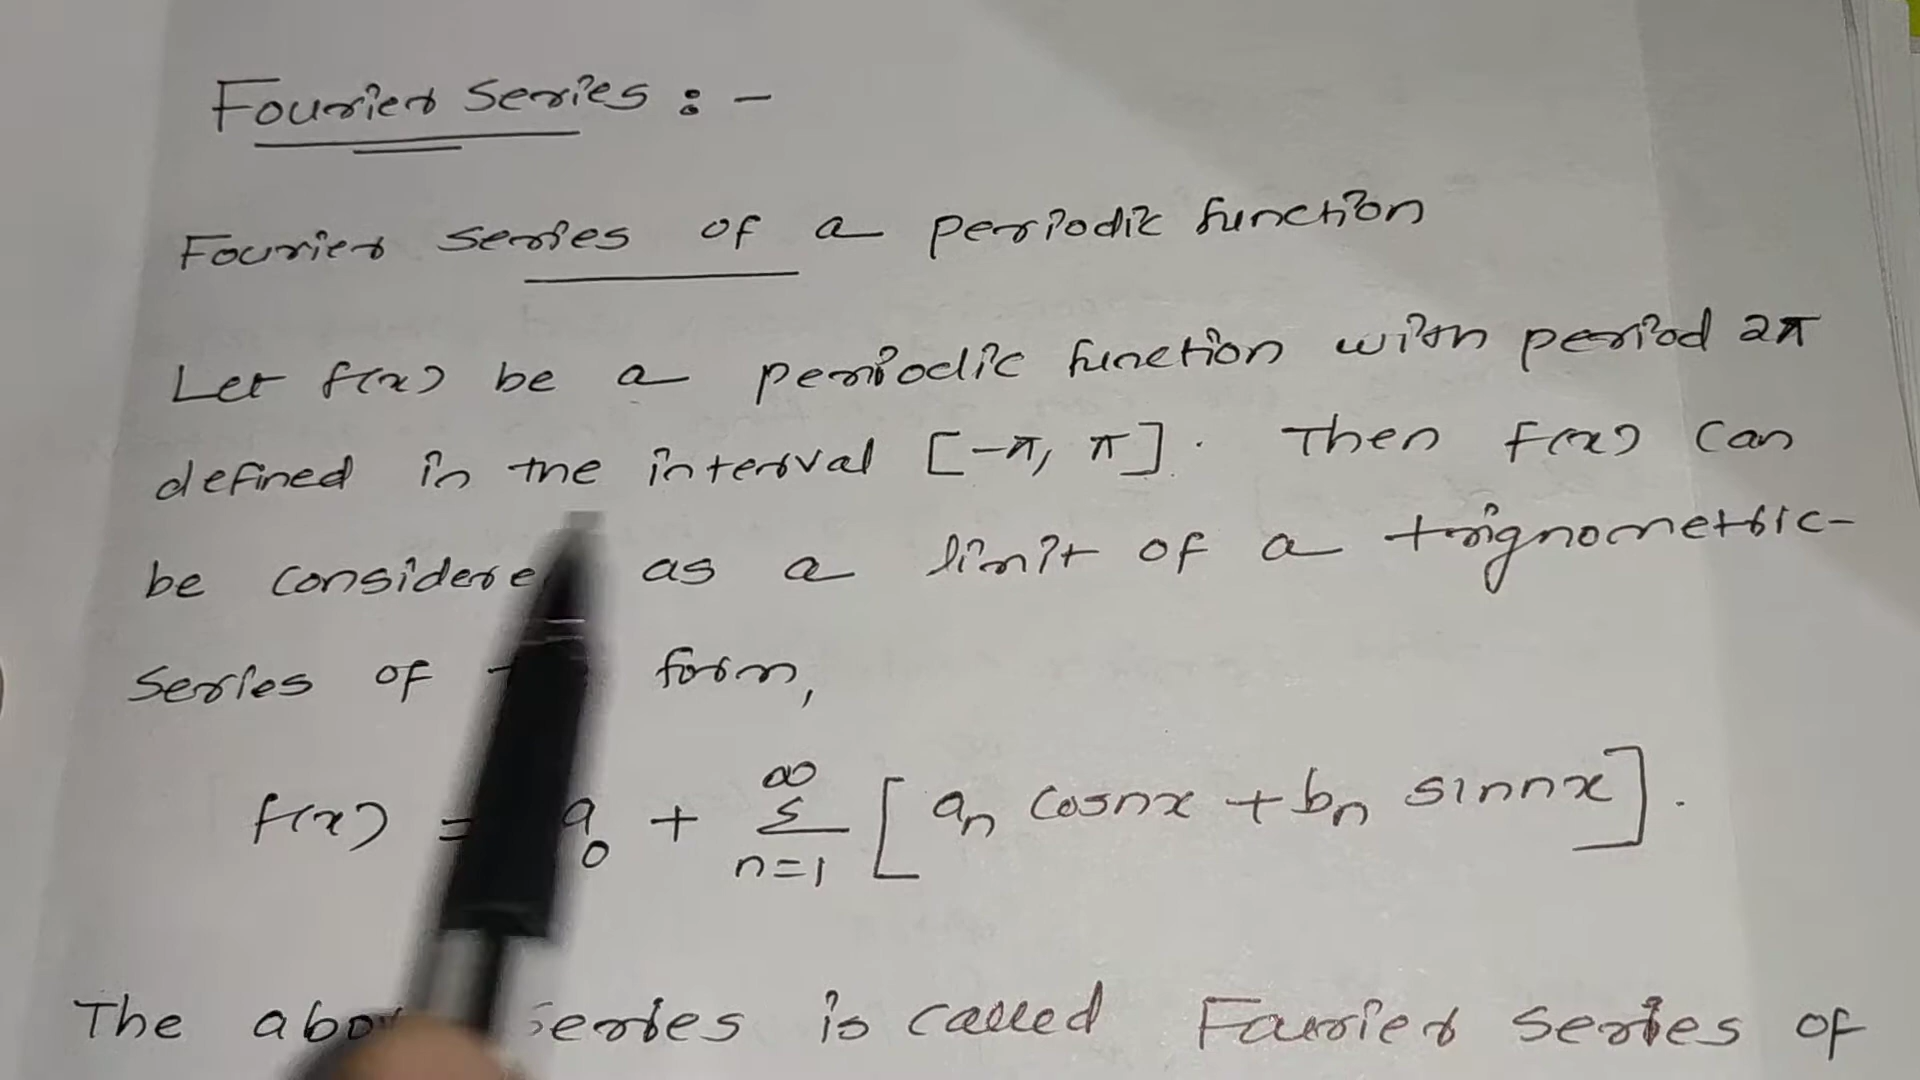 Fourier Series : -
Fourier series of a periodic function
Let f(x) be a periodic function with period 2π
defined in the interval [-π, π]. Then f(x) can
be considere as a limit of a trignometric-
series of form,
f(x) = a₀ + ∞ Σ n=1 [ aₙ cosnx + bₙ sinnx ].
The series is called Fourier series of